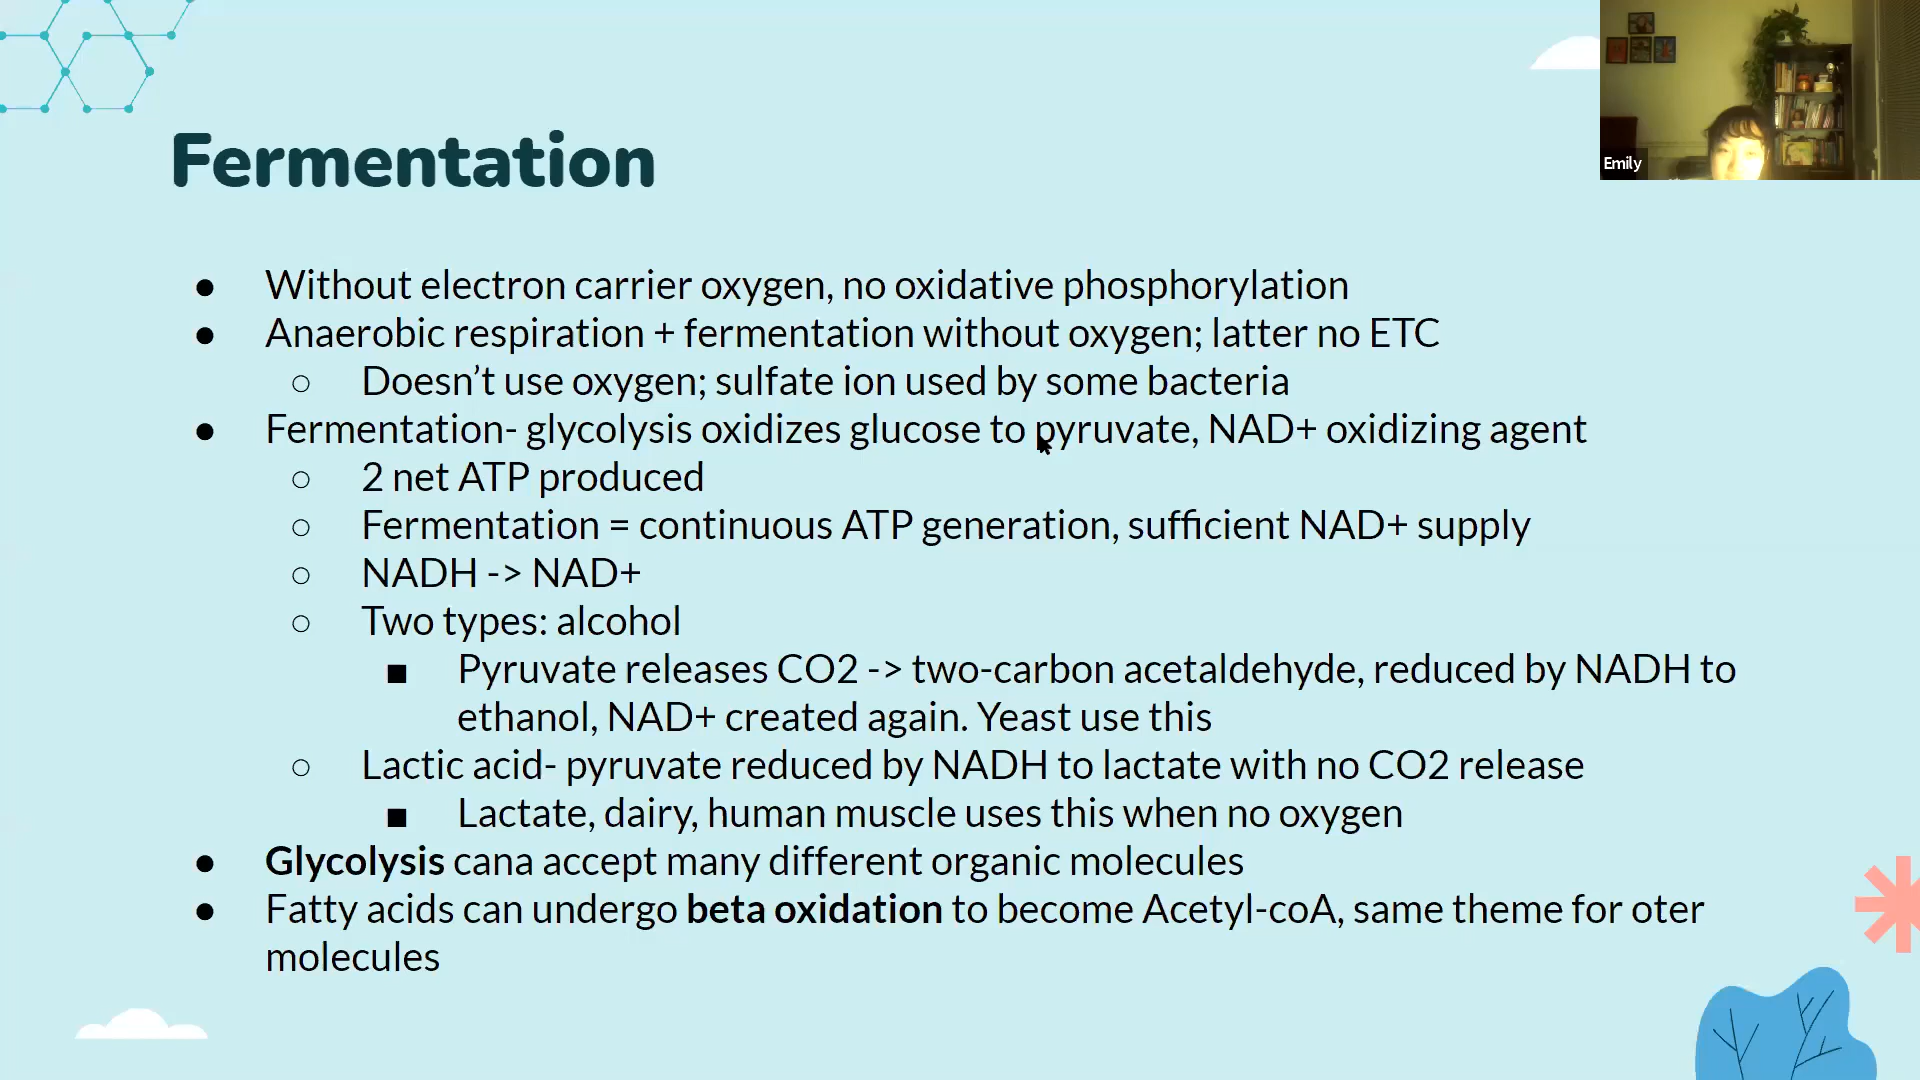 Emily
Fermentation
● Without electron carrier oxygen, no oxidative phosphorylation
● Anaerobic respiration + fermentation without oxygen; latter no ETC
○ Doesn’t use oxygen; sulfate ion used by some bacteria
● Fermentation- glycolysis oxidizes glucose to pyruvate, NAD+ oxidizing agent
○ 2 net ATP produced
○ Fermentation = continuous ATP generation, sufficient NAD+ supply
○ NADH -> NAD+
○ Two types: alcohol
■ Pyruvate releases CO2 -> two-carbon acetaldehyde, reduced by NADH to
ethanol, NAD+ created again. Yeast use this
○ Lactic acid- pyruvate reduced by NADH to lactate with no CO2 release
■ Lactate, dairy, human muscle uses this when no oxygen
● Glycolysis cana accept many different organic molecules
● Fatty acids can undergo beta oxidation to become Acetyl-coA, same theme for oter
molecules